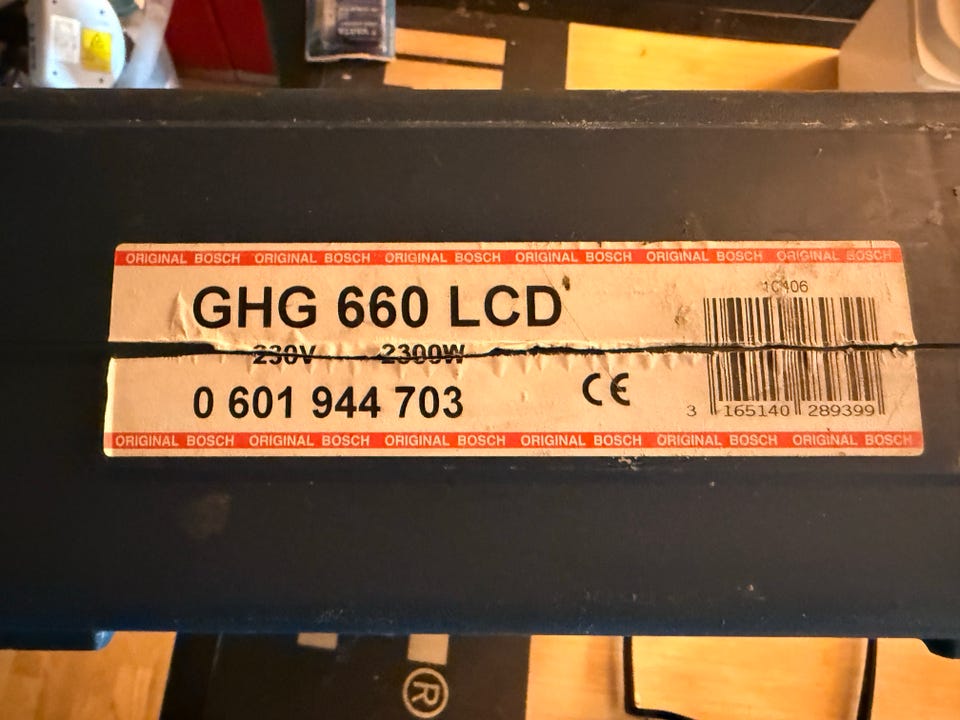 ORIGINAL BOSCH ORIGINAL BOSCH ORIGINAL BOSCH ORIGINAL BOSCH ORIGINAL BOSCH ORIGINAL BOSCH
GHG 660 LCD
10406
230V 2300W
0 601 944 703
CE
3 165140 289399
ORIGINAL BOSCH ORIGINAL BOSCH ORIGINAL BOSCH ORIGINAL BOSCH ORIGINAL BOSCH ORIGINAL BOSCH
®